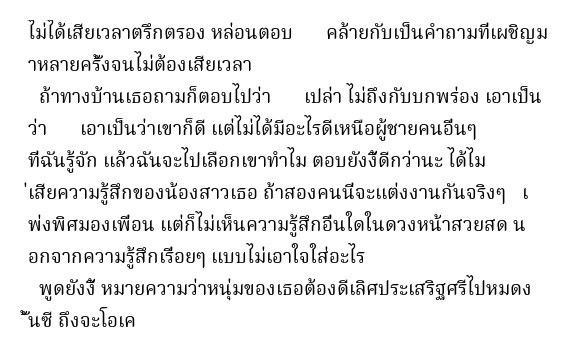 ไม่ได้เสียเวลาตรึกตรอง หล่อนตอบ คล้ายกับเป็นคำถามที่เผชิญม
าหลายครั้งจนไม่ต้องเสียเวลา
ถ้าทางบ้านเธอถามก็ตอบไปว่า เปล่า ไม่ถึงกับบกพร่อง เอาเป็น
ว่า เอาเป็นว่าเขาก็ดี แต่ไม่ได้มีอะไรดีเหนือผู้ชายคนอื่นๆ
ที่ฉันรู้จัก แล้วฉันจะไปเลือกเขาทำไม ตอบยังงี้ดีกว่านะ ได้ไม
่เสียความรู้สึกของน้องสาวเธอ ถ้าสองคนนี้จะแต่งงานกันจริงๆ เ
พ่งพิศมองเพื่อน แต่ก็ไม่เห็นความรู้สึกอื่นใดในดวงหน้าสวยสด น
อกจากความรู้สึกเรื่อยๆ แบบไม่เอาใจใส่อะไร
พูดยังงี้ หมายความว่าหนุ่มของเธอต้องดีเลิศประเสริฐศรีไปหมดง
ั้นซี ถึงจะโอเค